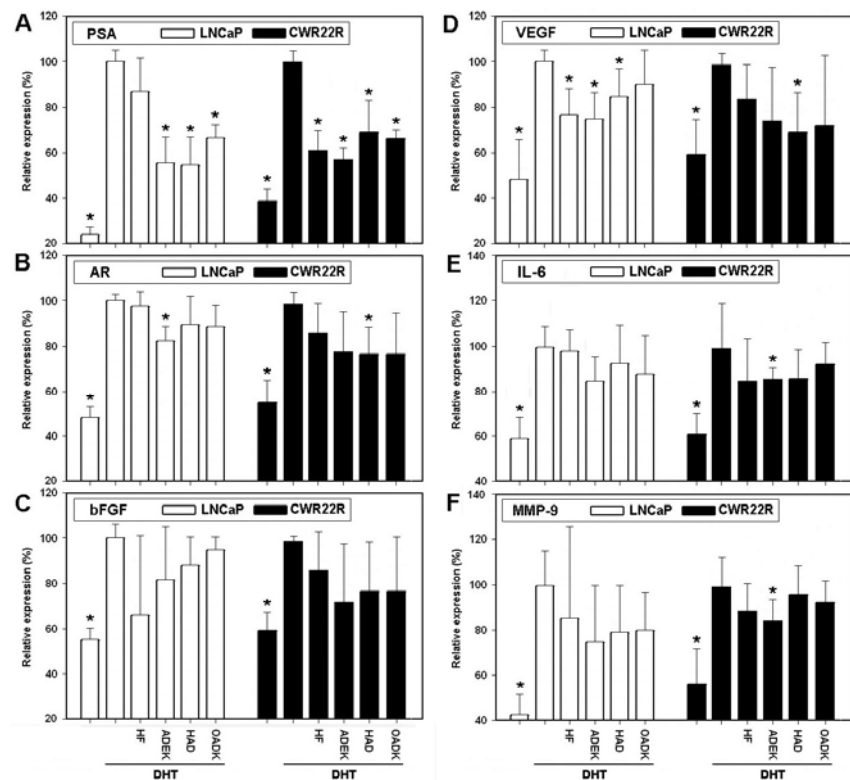 A
PSA
LNCaP
CWR22R
Relative expression (%)
120
100
80
60
40
20
*
*
*
*
*
*
*
*
*
B
AR
LNCaP
CWR22R
Relative expression (%)
120
100
80
60
40
20
*
*
*
*
C
bFGF
LNCaP
CWR22R
Relative expression (%)
120
100
80
60
40
20
*
*
HF
ADEK
HAD
OADK
HF
ADEK
HAD
OADK
DHT
DHT
D
VEGF
LNCaP
CWR22R
Relative expression (%)
120
100
80
60
40
20
*
*
*
*
*
*
E
IL-6
LNCaP
CWR22R
Relative expression (%)
140
120
100
80
60
40
*
*
*
F
MMP-9
LNCaP
CWR22R
Relative expression (%)
140
120
100
80
60
40
*
*
*
HF
ADEK
HAD
OADK
HF
ADEK
HAD
OADK
DHT
DHT